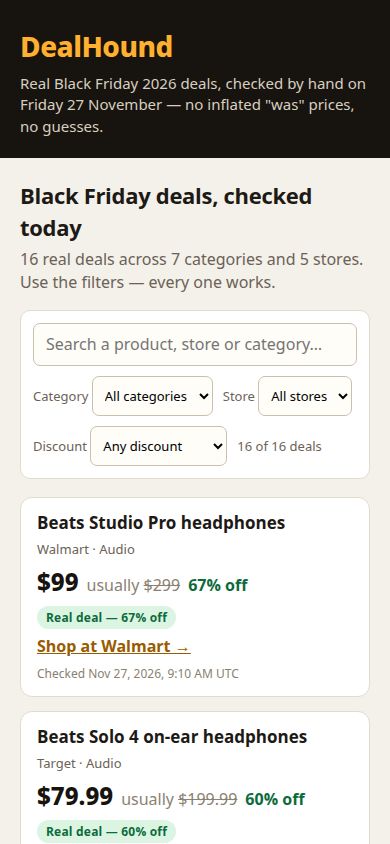 DealHound
Real Black Friday 2026 deals, checked by hand on
Friday 27 November — no inflated "was" prices,
no guesses.
Black Friday deals, checked
today
16 real deals across 7 categories and 5 stores.
Use the filters — every one works.
Search a product, store or category...
Category All categories Store All stores
Discount Any discount 16 of 16 deals
Beats Studio Pro headphones
Walmart · Audio
$99 usually $299 67% off
Real deal — 67% off
Shop at Walmart →
Checked Nov 27, 2026, 9:10 AM UTC
Beats Solo 4 on-ear headphones
Target · Audio
$79.99 usually $199.99 60% off
Real deal — 60% off